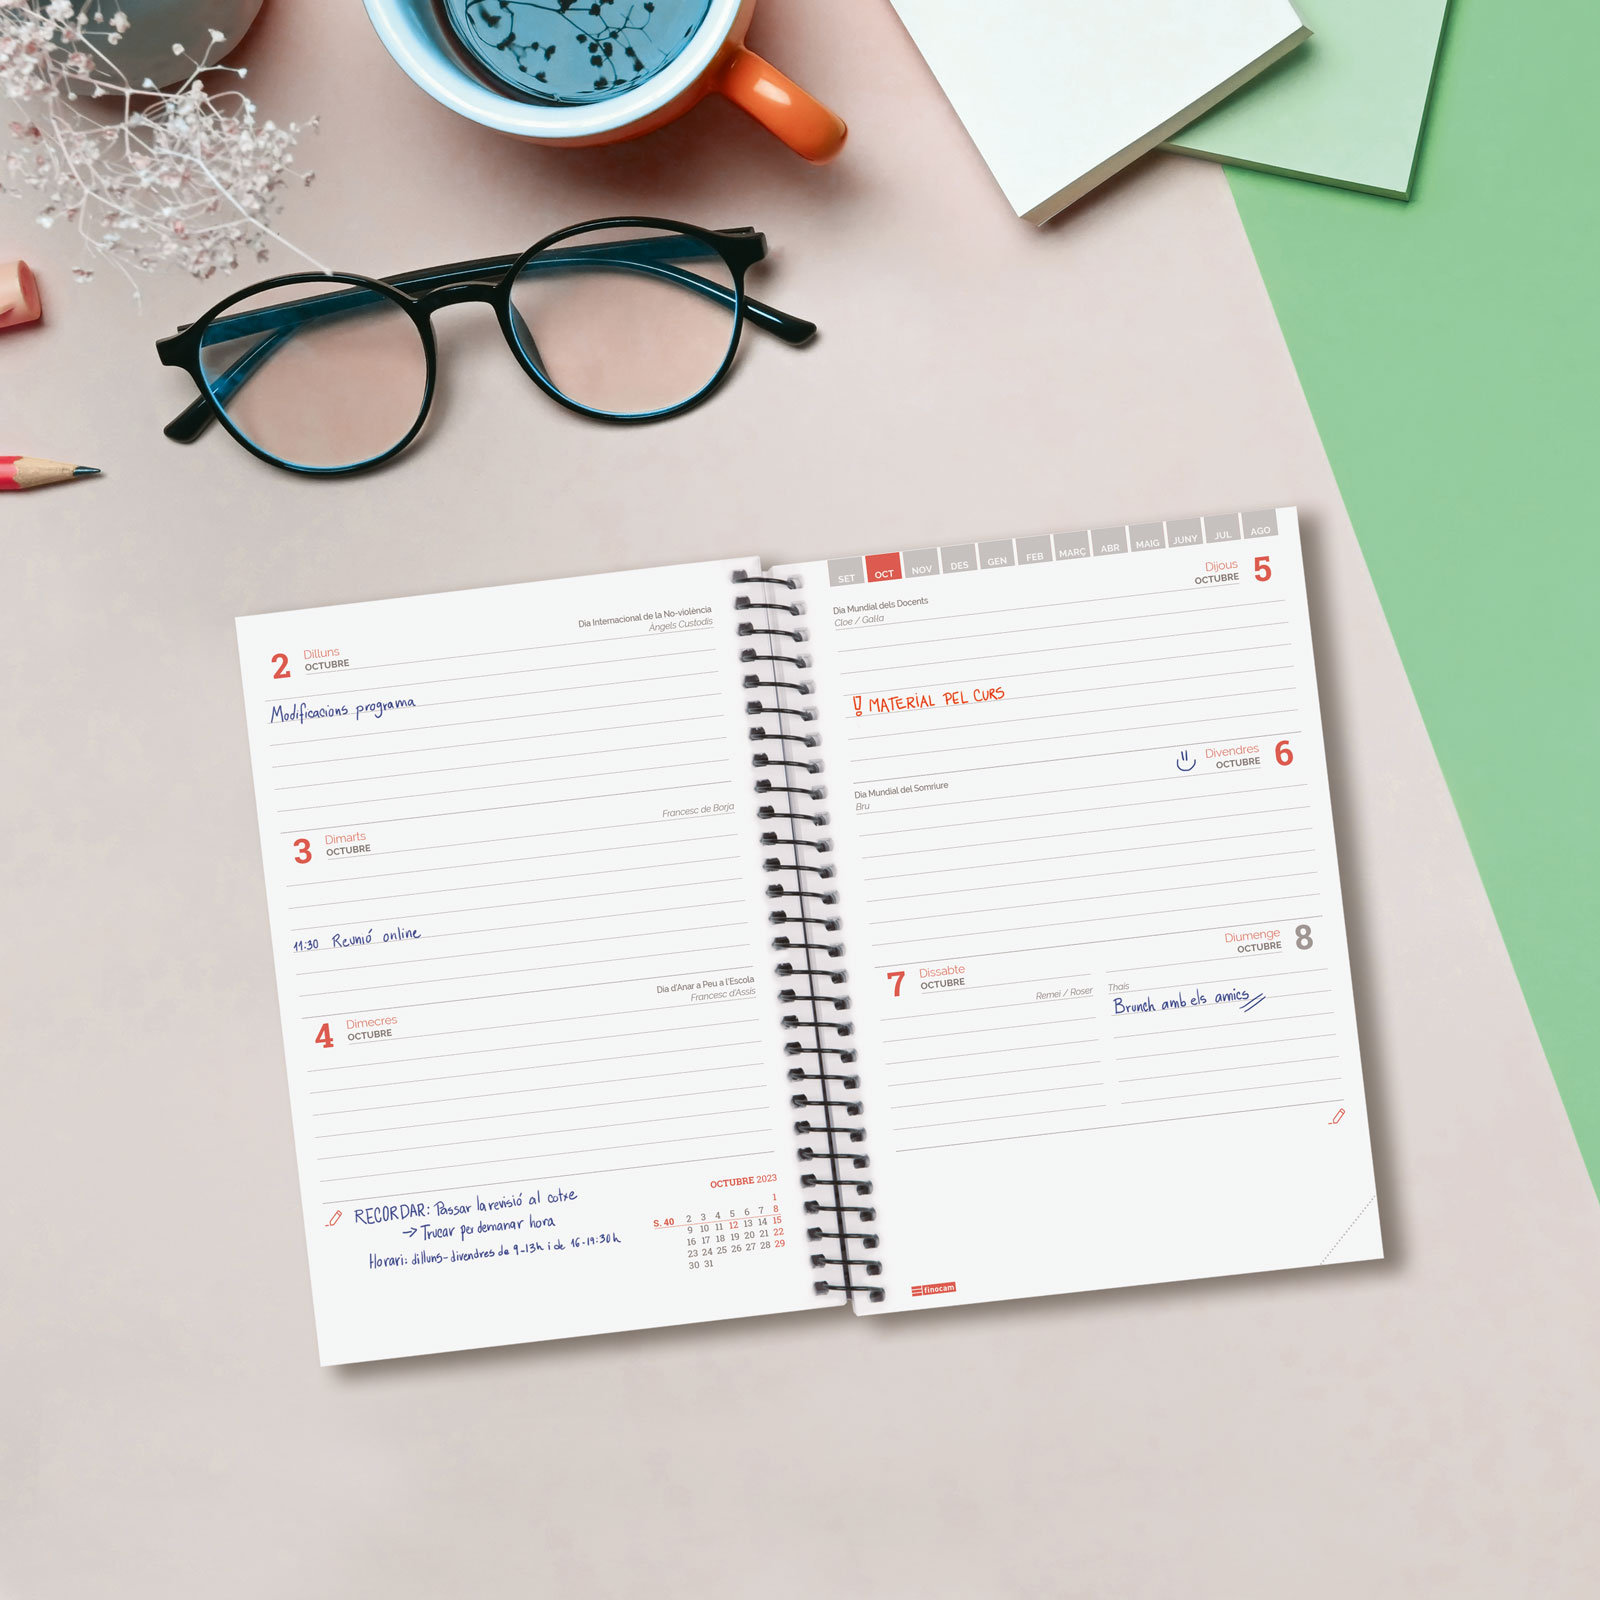 Dia Internacional de la No-violència
Àngels Custodis
2 Dilluns
OCTUBRE
Modificacions programa
Francesc de Borja
3 Dimarts
OCTUBRE
11:30 Reunió online
Dia d'Anar a Peu a l'Escola
Francesc d'Assís
4 Dimecres
OCTUBRE
RECORDAR: Passar la revisió al cotxe
→ Trucar per demanar hora
Horari: dilluns-divendres de 9-13h i de 16-19:30h
OCTUBRE 2023
1
S. 40 2 3 4 5 6 7 8
9 10 11 12 13 14 15
16 17 18 19 20 21 22
23 24 25 26 27 28 29
30 31
SET OCT NOV DES GEN FEB MARÇ ABR MAIG JUNY JUL AGO
Dijous 5
OCTUBRE
Dia Mundial dels Docents
Cloe / Gal·la
! MATERIAL PEL CURS
Divendres 6
OCTUBRE
Dia Mundial del Somriure
Bru
7 Dissabte
OCTUBRE
Remei / Roser
Diumenge 8
OCTUBRE
Thais
Brunch amb els amics
finocam